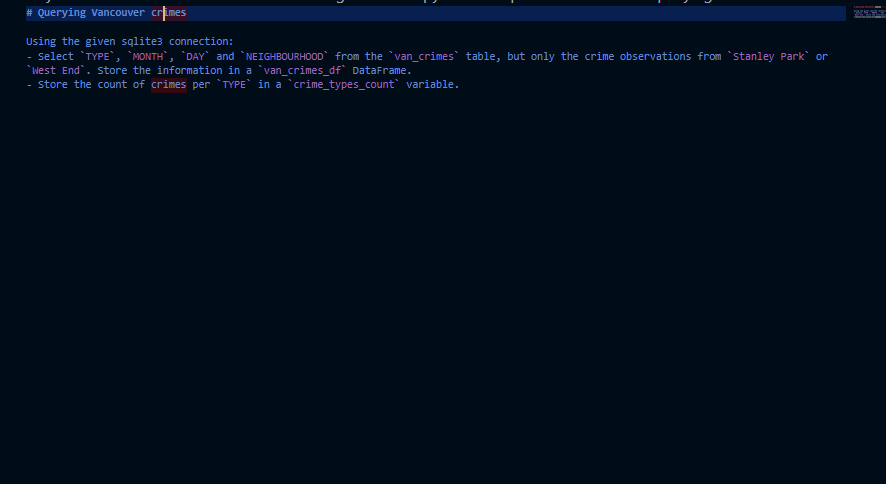 # Querying Vancouver crimes
Using the given sqlite3 connection:
- Select `TYPE`, `MONTH`, `DAY` and `NEIGHBOURHOOD` from the `van_crimes` table, but only the crime observations from `Stanley Park` or
`West End`. Store the information in a `van_crimes_df` DataFrame.
- Store the count of crimes per `TYPE` in a `crime_types_count` variable.